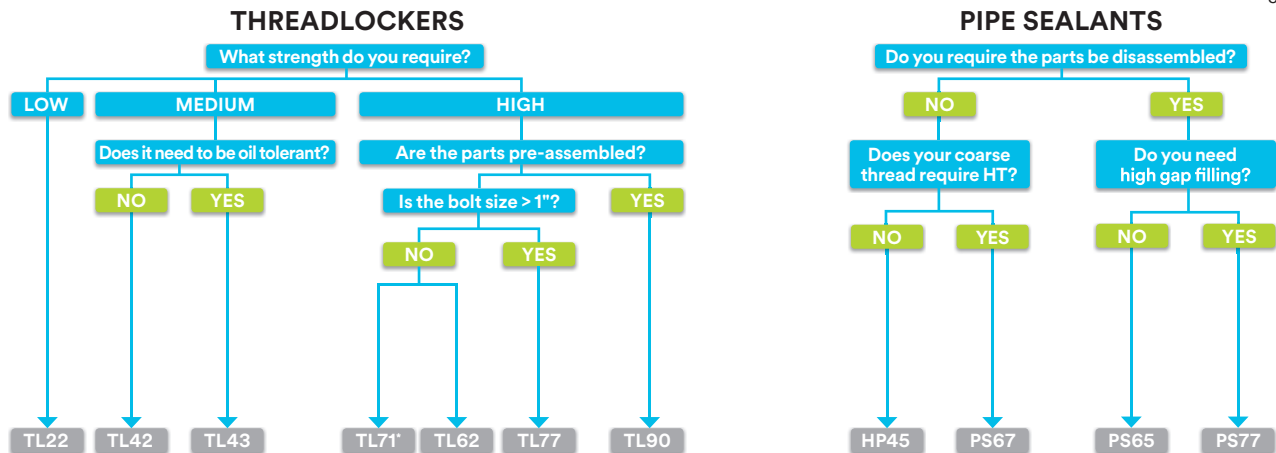 THREADLOCKERS
What strength do you require?
LOW
MEDIUM
HIGH
Does it need to be oil tolerant?
Are the parts pre-assembled?
NO
YES
Is the bolt size > 1"?
YES
NO
YES
TL22
TL42
TL43
TL71*
TL62
TL77
TL90
PIPE SEALANTS
Do you require the parts be disassembled?
NO
YES
Does your coarse
thread require HT?
Do you need
high gap filling?
NO
YES
NO
YES
HP45
PS67
PS65
PS77